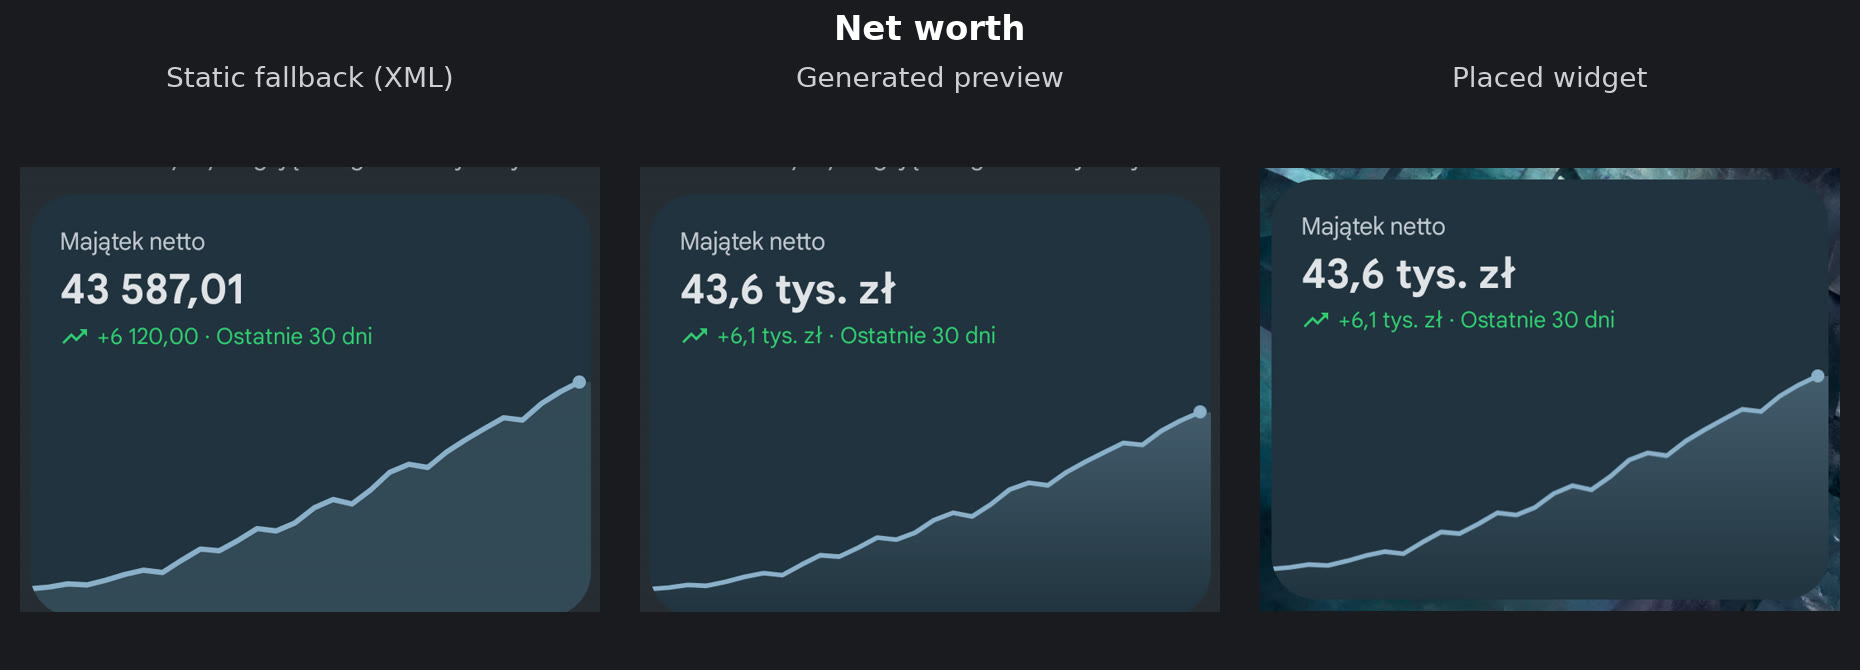 Net worth
Static fallback (XML)
Generated preview
Placed widget
Majątek netto
43 587,01
+6 120,00 · Ostatnie 30 dni
Majątek netto
43,6 tys. zł
+6,1 tys. zł · Ostatnie 30 dni
Majątek netto
43,6 tys. zł
+6,1 tys. zł · Ostatnie 30 dni